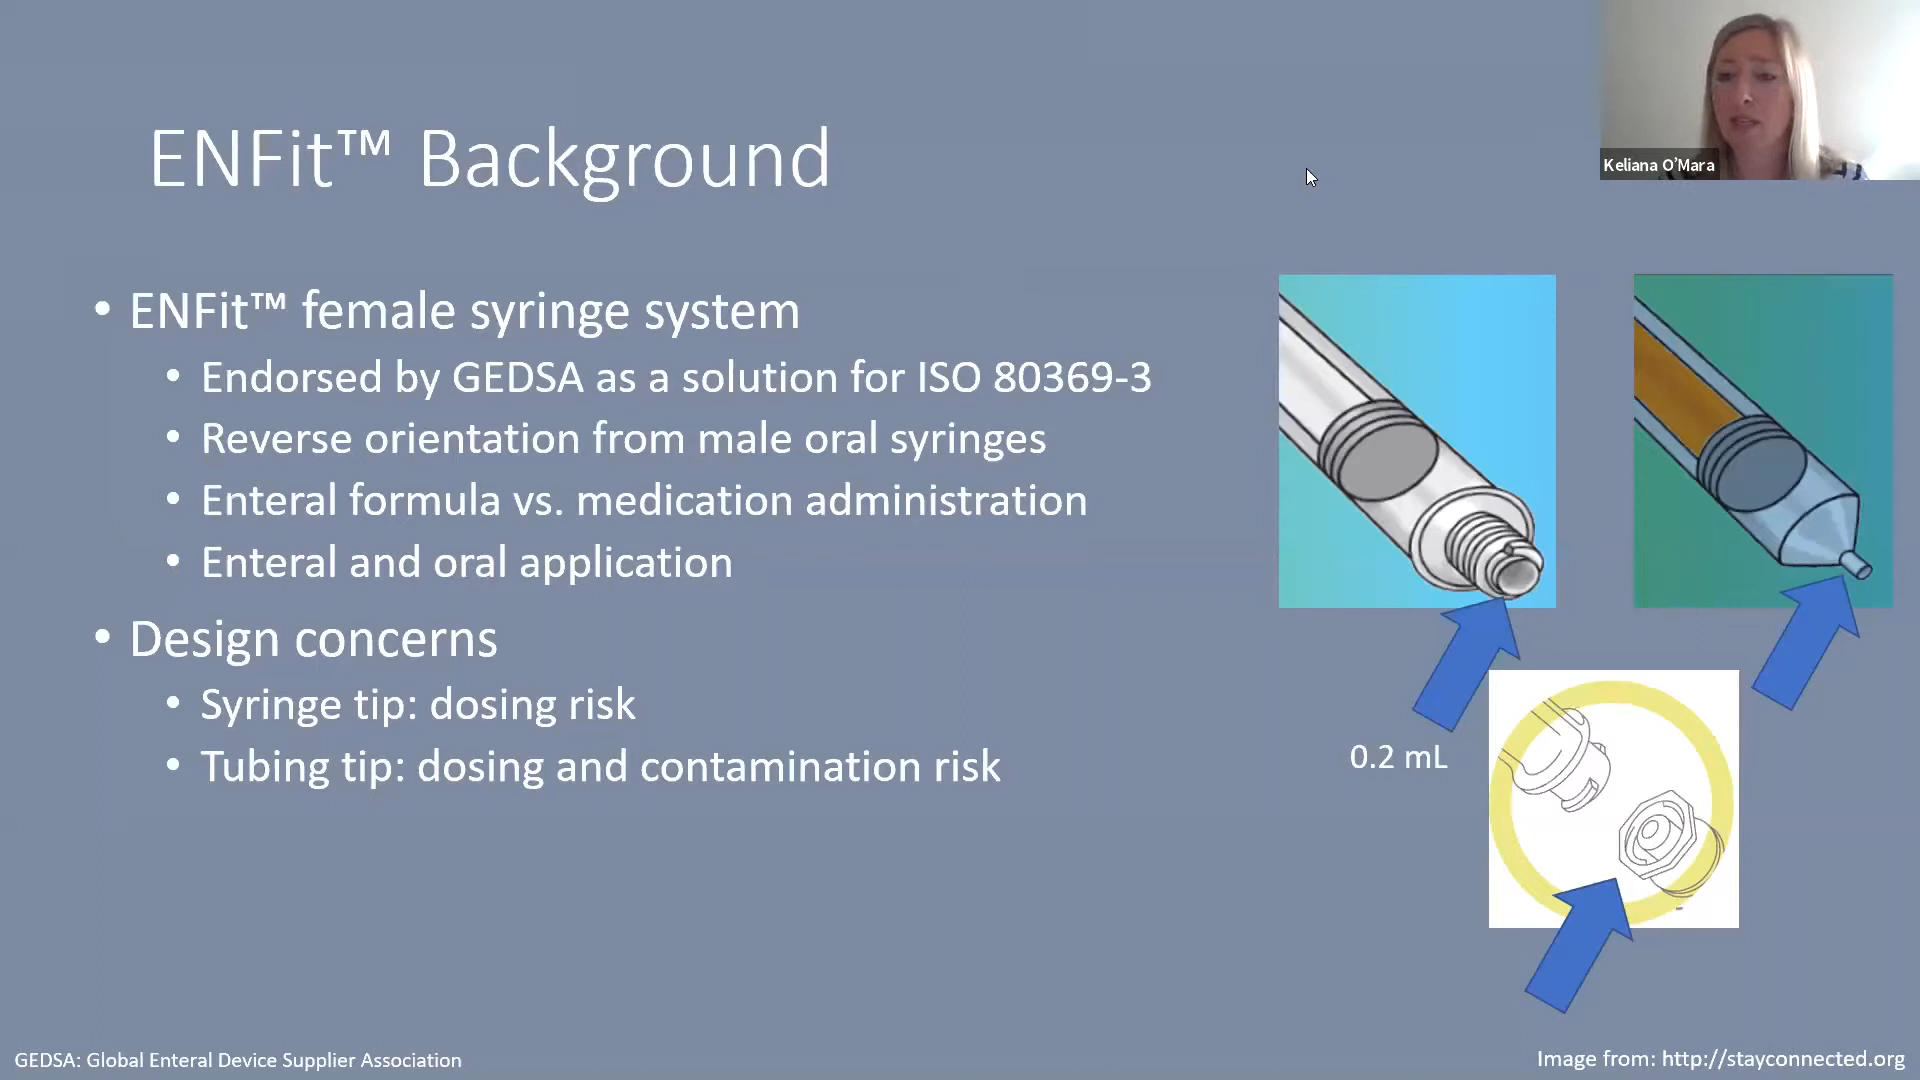 Keliana O'Mara
ENFit™ Background
• ENFit™ female syringe system
• Endorsed by GEDSA as a solution for ISO 80369-3
• Reverse orientation from male oral syringes
• Enteral formula vs. medication administration
• Enteral and oral application
• Design concerns
• Syringe tip: dosing risk
• Tubing tip: dosing and contamination risk
0.2 mL
GEDSA: Global Enteral Device Supplier Association
Image from: http://stayconnected.org